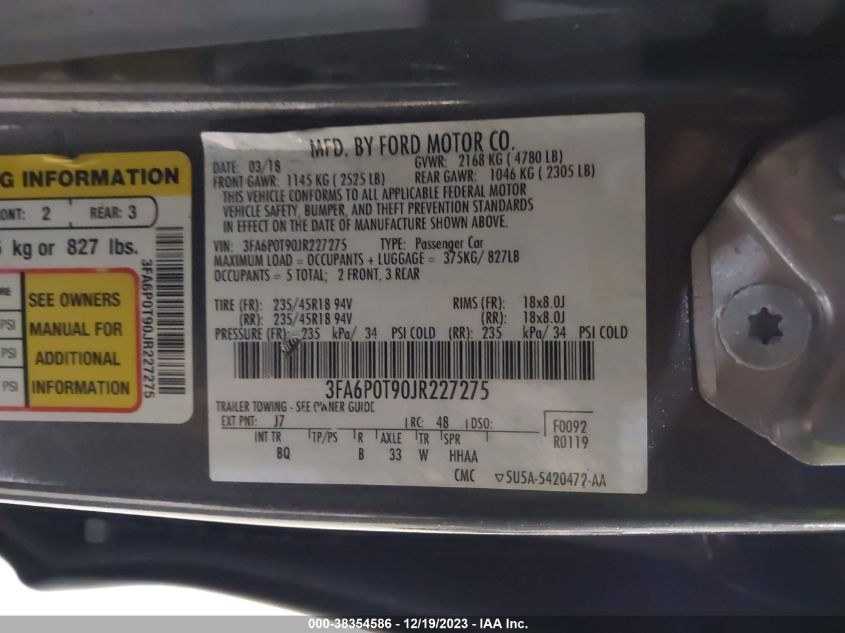 G INFORMATION
ONT: 2 REAR: 3
kg or 827 lbs.
SEE OWNERS
MANUAL FOR
ADDITIONAL
INFORMATION
PSI
PSI
PSI
3FA6P0T90JR227275
MFD. BY FORD MOTOR CO.
DATE: 03/18 GVWR: 2168 KG ( 4780 LB)
FRONT GAWR: 1145 KG ( 2525 LB) REAR GAWR: 1046 KG ( 2305 LB)
THIS VEHICLE CONFORMS TO ALL APPLICABLE FEDERAL MOTOR
VEHICLE SAFETY, BUMPER, AND THEFT PREVENTION STANDARDS
IN EFFECT ON THE DATE OF MANUFACTURE SHOWN ABOVE.
VIN: 3FA6P0T90JR227275 TYPE: Passenger Car
MAXIMUM LOAD = OCCUPANTS + LUGGAGE = 375KG/ 827LB
OCCUPANTS = 5 TOTAL; 2 FRONT, 3 REAR
TIRE (FR): 235/45R18 94V RIMS (FR): 18x8.0J
(RR): 235/45R18 94V (RR): 18x8.0J
PRESSURE (FR): 235 kPa/ 34 PSI COLD (RR): 235 kPa/ 34 PSI COLD
3FA6P0T90JR227275
TRAILER TOWING - SEE OWNER GUIDE
EXT PNT: J7 RC: 48 DSO: F0092
R0119
INT TR TP/PS R AXLE TR SPR
BQ B 33 W HHAA
CMC ▽5U5A-5420472-AA
000-38354586 - 12/19/2023 - IAAI Inc.